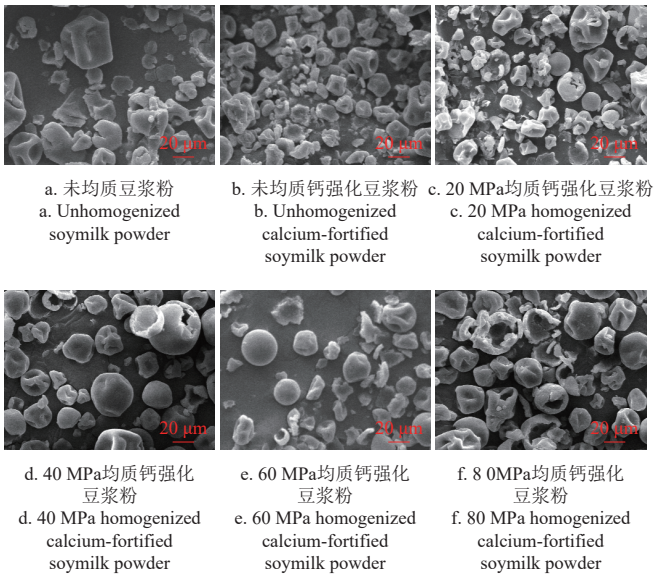 20 μm
20 μm
20 μm
a. 未均质豆浆粉
a. Unhomogenized
soymilk powder
b. 未均质钙强化豆浆粉
b. Unhomogenized
calcium-fortified
soymilk powder
c. 20 MPa均质钙强化豆浆粉
c. 20 MPa homogenized
calcium-fortified
soymilk powder
20 μm
20 μm
20 μm
d. 40 MPa均质钙强化
豆浆粉
d. 40 MPa homogenized
calcium-fortified
soymilk powder
e. 60 MPa均质钙强化
豆浆粉
e. 60 MPa homogenized
calcium-fortified
soymilk powder
f. 8 0MPa均质钙强化
豆浆粉
f. 80 MPa homogenized
calcium-fortified
soymilk powder